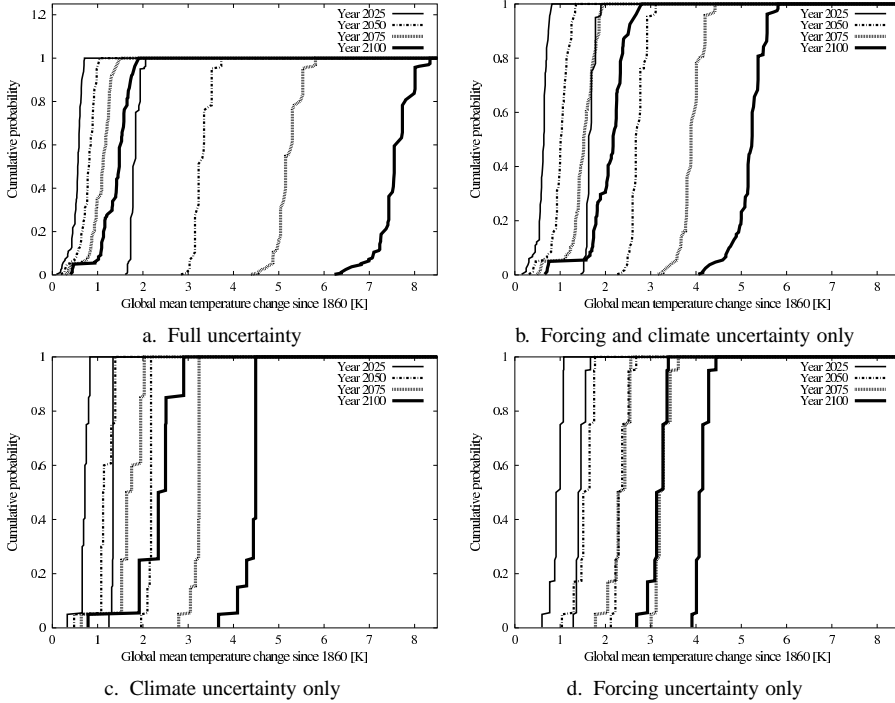 Year 2025
Year 2050
Year 2075
Year 2100
1.2
1
0.8
0.6
0.4
0.2
0
Cumulative probability
0 1 2 3 4 5 6 7 8
Global mean temperature change since 1860 [K]
a. Full uncertainty
Year 2025
Year 2050
Year 2075
Year 2100
1
0.8
0.6
0.4
0.2
0
Cumulative probability
0 1 2 3 4 5 6 7 8
Global mean temperature change since 1860 [K]
b. Forcing and climate uncertainty only
Year 2025
Year 2050
Year 2075
Year 2100
1
0.8
0.6
0.4
0.2
0
Cumulative probability
0 1 2 3 4 5 6 7 8
Global mean temperature change since 1860 [K]
c. Climate uncertainty only
Year 2025
Year 2050
Year 2075
Year 2100
1
0.8
0.6
0.4
0.2
0
Cumulative probability
0 1 2 3 4 5 6 7 8
Global mean temperature change since 1860 [K]
d. Forcing uncertainty only